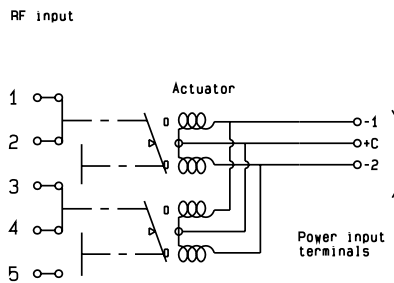 RF input
Actuator
1
2
3
4
5
-1
+C
-2
Power input
terminals